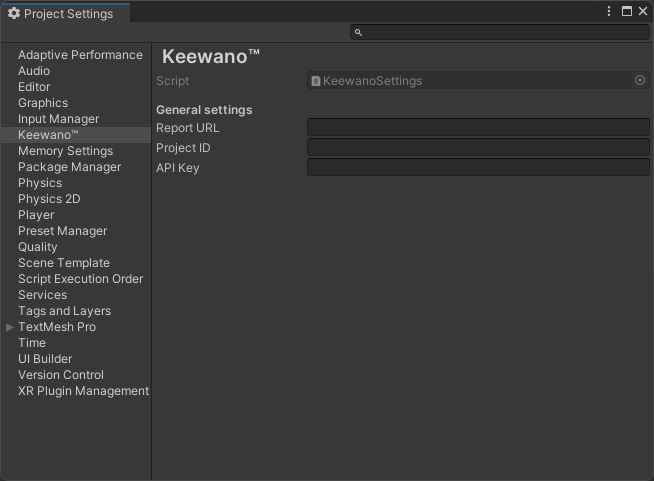 Project Settings
Adaptive Performance
Audio
Editor
Graphics
Input Manager
Keewano™
Memory Settings
Package Manager
Physics
Physics 2D
Player
Preset Manager
Quality
Scene Template
Script Execution Order
Services
Tags and Layers
TextMesh Pro
Time
UI Builder
Version Control
XR Plugin Management
Keewano™
Script KeewanoSettings
General settings
Report URL
Project ID
API Key